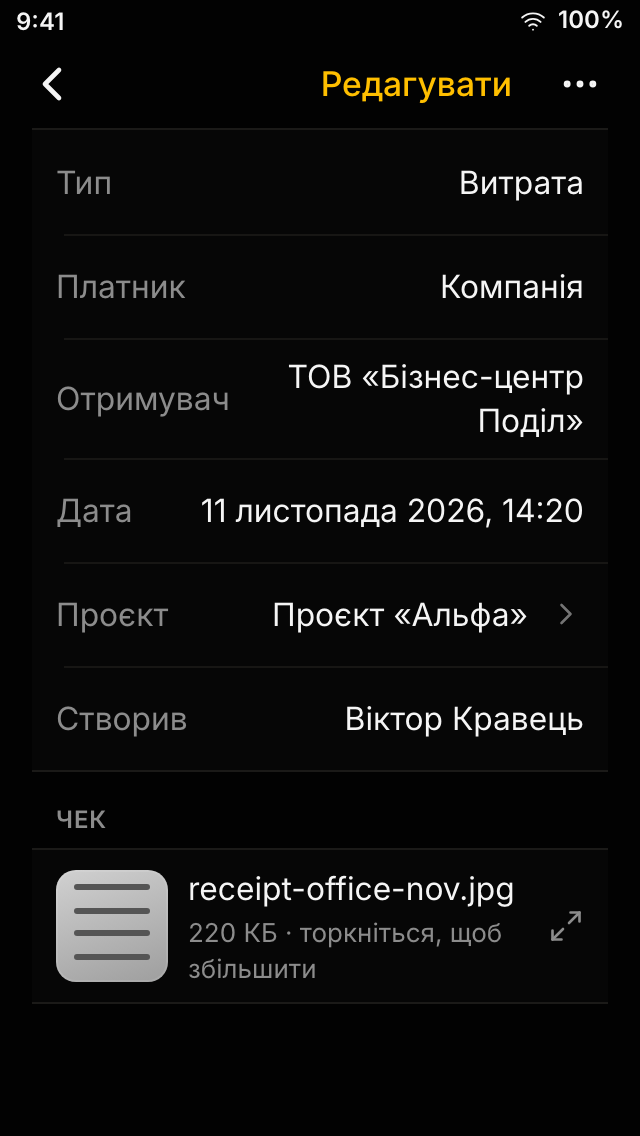 9:41
100%
Редагувати
Тип
Витрата
Платник
Компанія
Отримувач
ТОВ «Бізнес-центр
Поділ»
Дата
11 листопада 2026, 14:20
Проєкт
Проєкт «Альфа»
Створив
Віктор Кравець
ЧЕК
receipt-office-nov.jpg
220 КБ · торкніться, щоб
збільшити